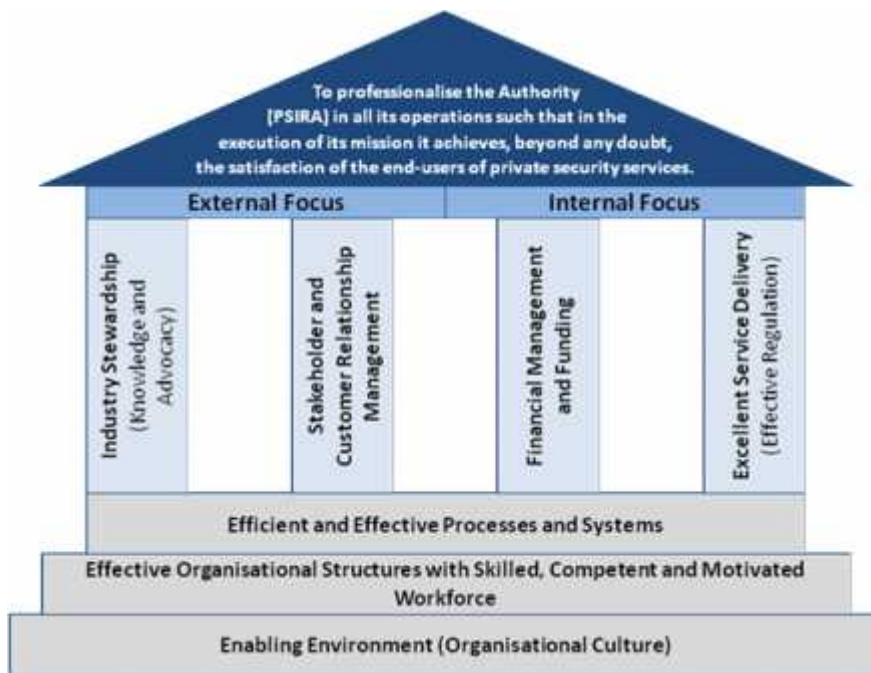 To professionalise the Authority
[PSIRA] in all its operations such that in the
execution of its mission it achieves, beyond any doubt,
the satisfaction of the end-users of private security services.
External Focus
Internal Focus
Industry Stewardship
(Knowledge and
Advocacy)
Stakeholder and
Customer Relationship
Management
Financial Management
and Funding
Excellent Service Delivery
(Effective Regulation)
Efficient and Effective Processes and Systems
Effective Organisational Structures with Skilled, Competent and Motivated
Workforce
Enabling Environment (Organisational Culture)